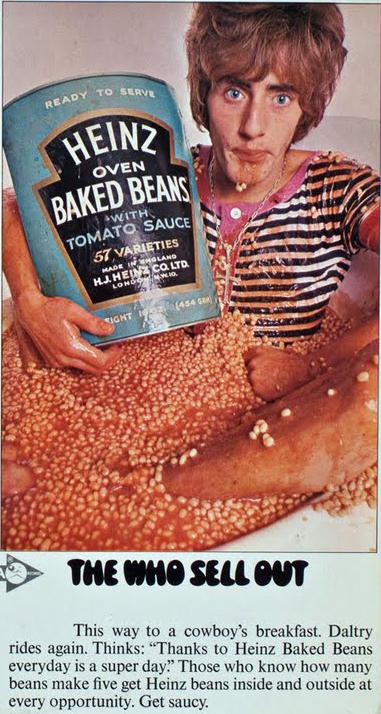 READY TO SERVE
HEINZ
OVEN
BAKED BEANS
WITH
TOMATO SAUCE
57 VARIETIES
MADE IN ENGLAND
H.J. HEINZ CO. LTD.
LONDON N.W.10.
(454 GRM)
THE WHO SELL OUT
This way to a cowboy's breakfast. Daltry
rides again. Thinks: “Thanks to Heinz Baked Beans
everyday is a super day.” Those who know how many
beans make five get Heinz beans inside and outside at
every opportunity. Get saucy.